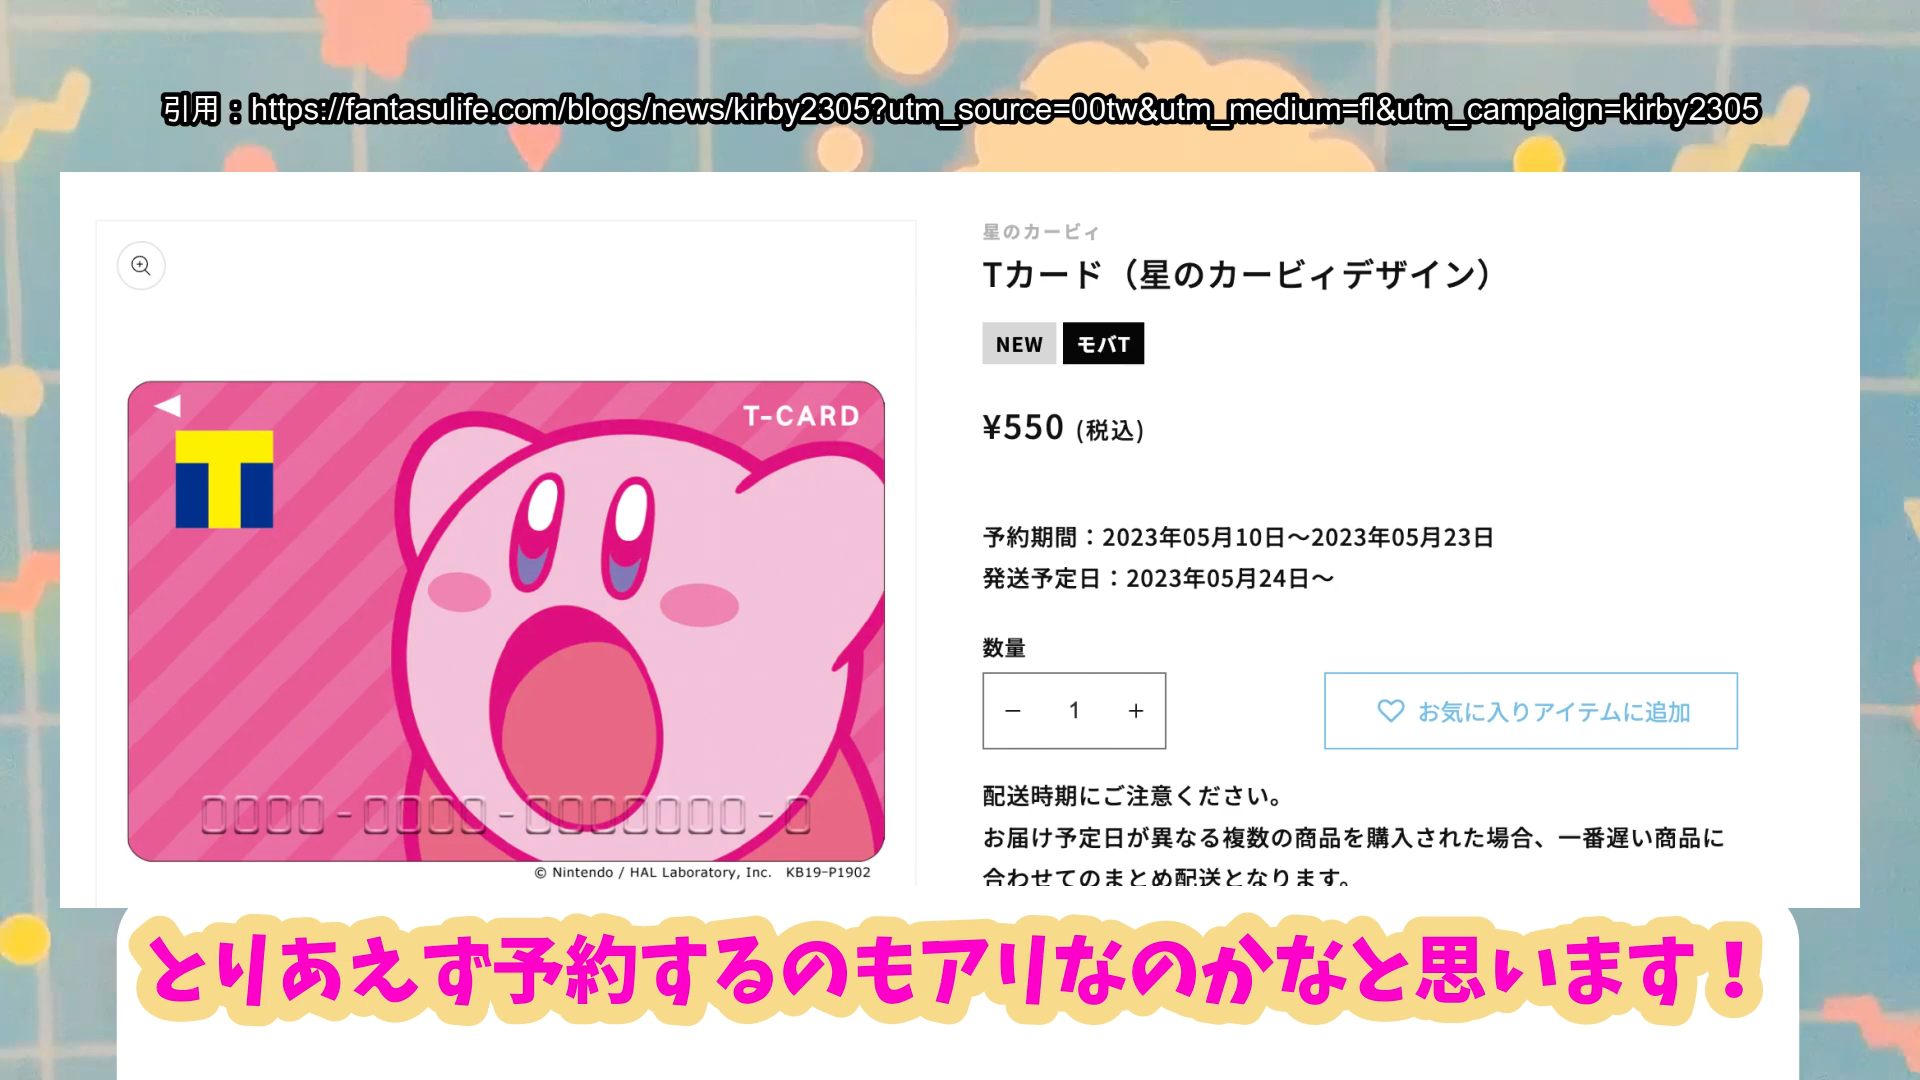 引用：https://fantasulife.com/blogs/news/kirby2305?utm_source=00tw&utm_medium=fl&utm_campaign=kirby2305
星のカービィ
Tカード（星のカービィデザイン）
NEW モバT
¥550 (税込)
予約期間：2023年05月10日〜2023年05月23日
発送予定日：2023年05月24日〜
数量
− 1 +
お気に入りアイテムに追加
配送時期にご注意ください。
お届け予定日が異なる複数の商品を購入された場合、一番遅い商品に
合わせてのまとめ配送となります。
T-CARD
T
0000-0000-0000000-0
© Nintendo / HAL Laboratory, Inc. KB19-P1902
とりあえず予約するのもアリなのかなと思います！